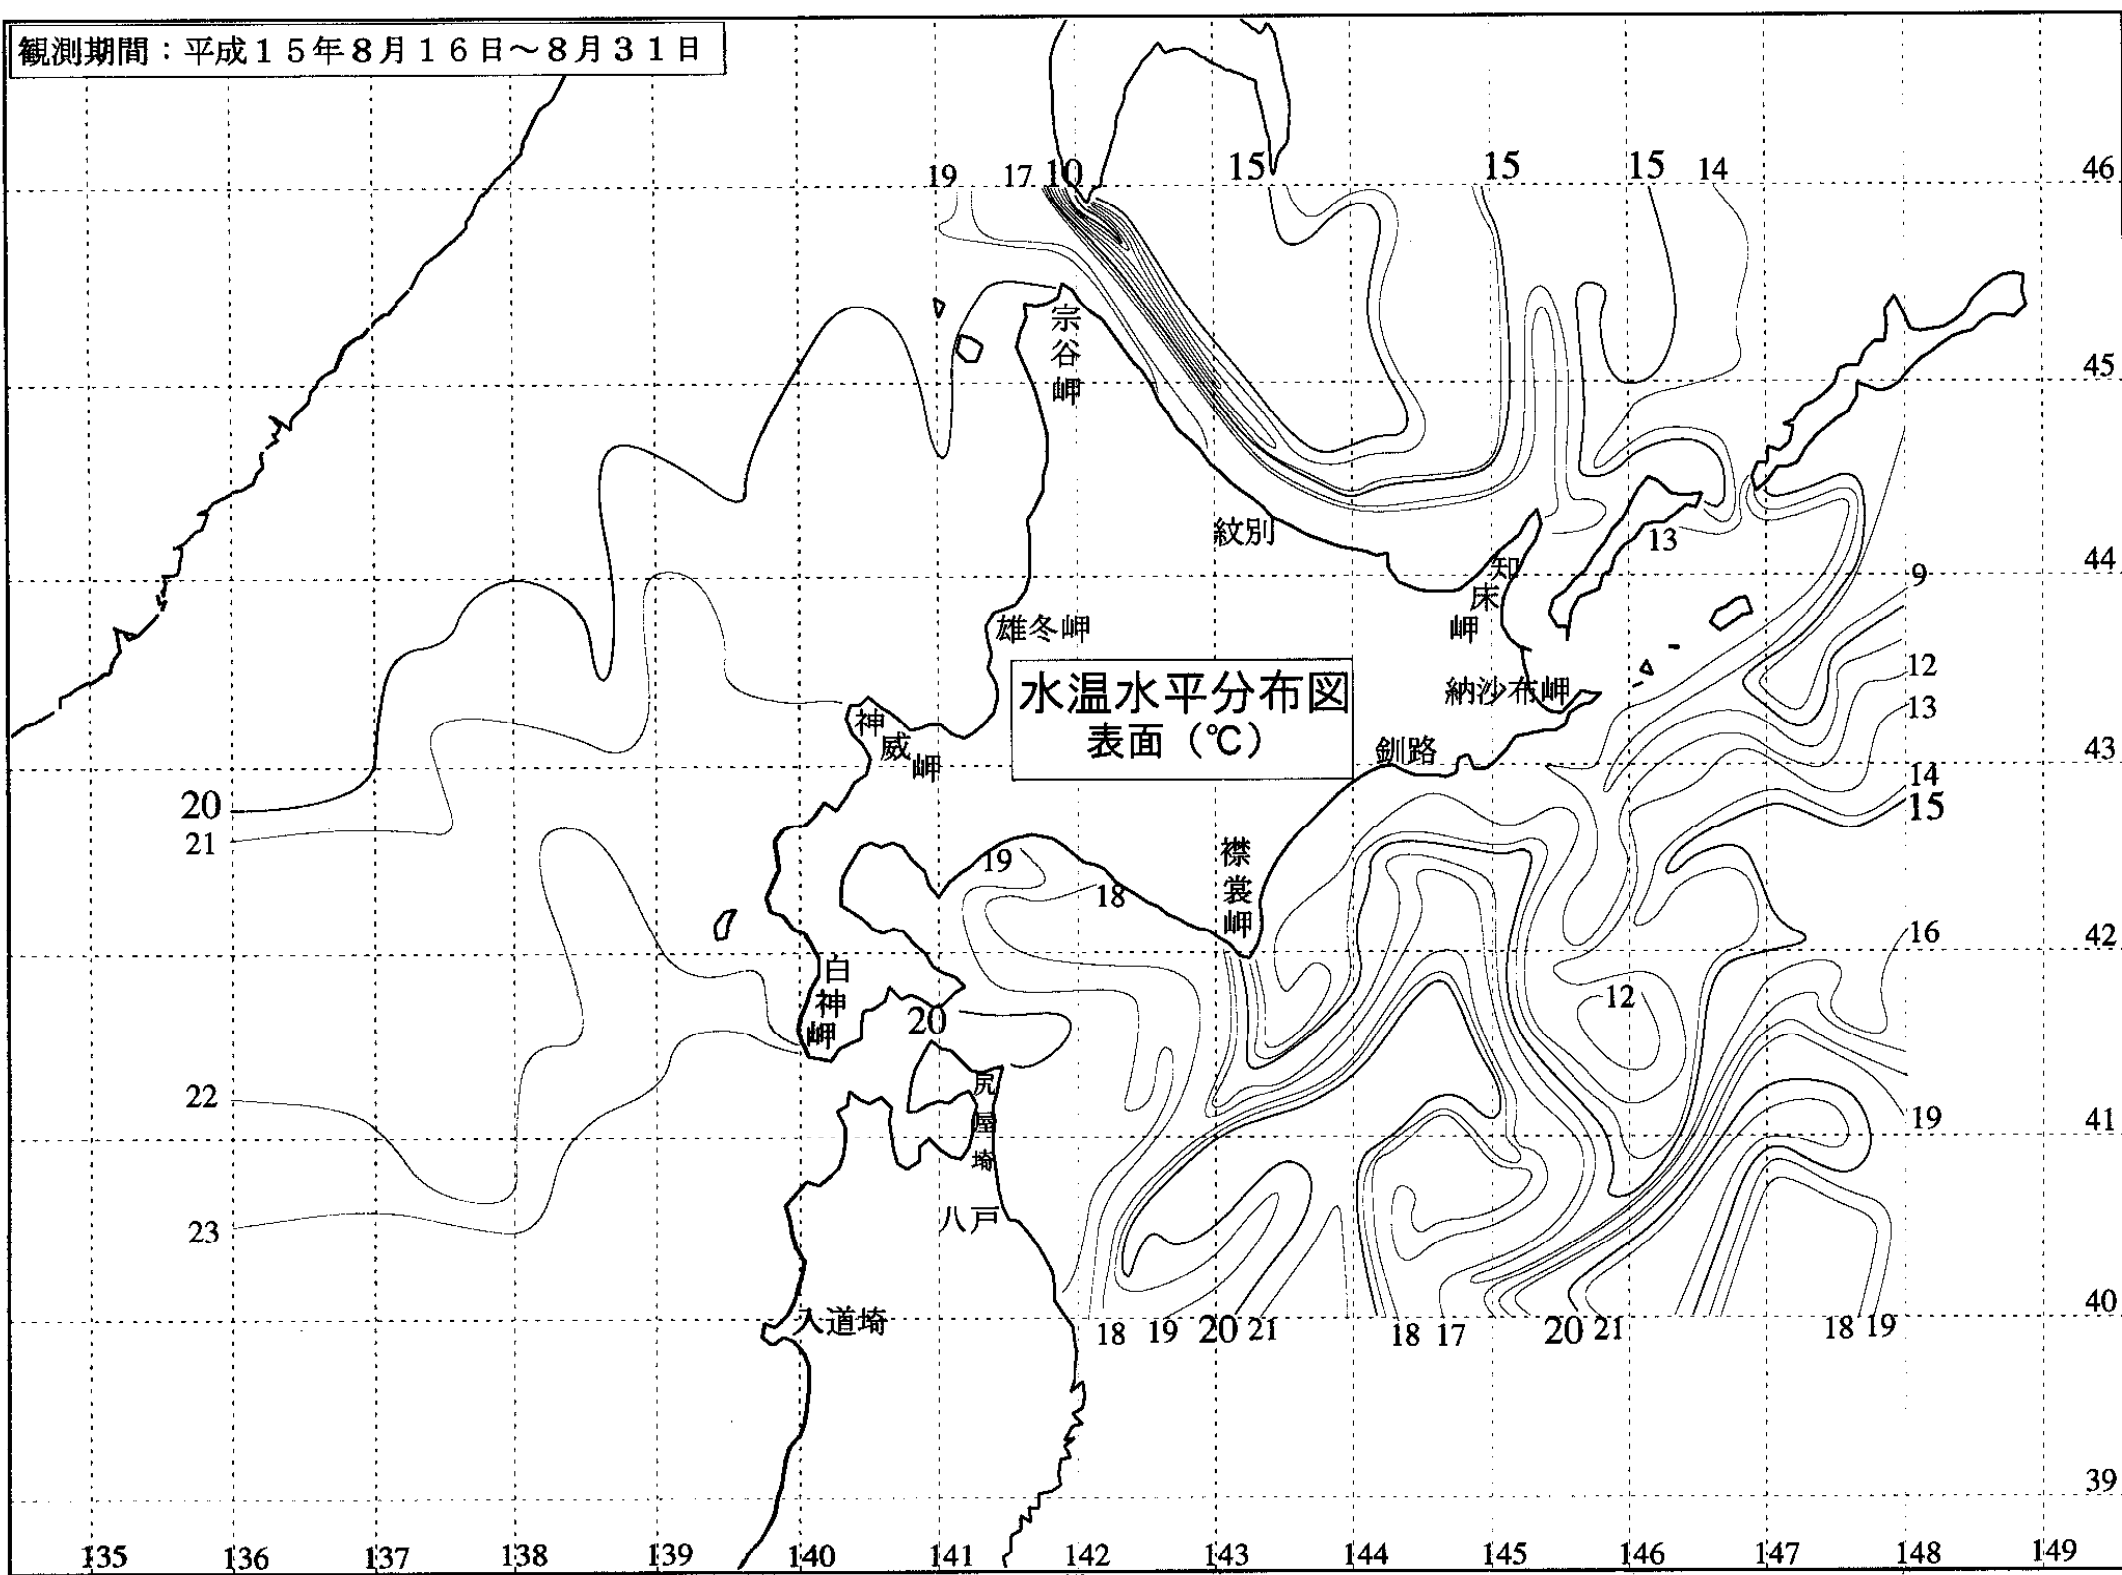 観測期間：平成１５年８月１６日～８月３１日
19 17 10 15 15 15 14
46
宗谷岬
45
紋別
13
44
知床岬
9
雄冬岬
水温水平分布図
表面（℃）
納沙布岬
12
13
神威岬
釧路
43
14
15
20
21
襟裳岬
19
18
16
42
白神岬
12
20
尻屋埼
22
19
41
23
八戸
入道埼
40
18 19 20 21 18 17 20 21 18 19
39
135 136 137 138 139 140 141 142 143 144 145 146 147 148 149